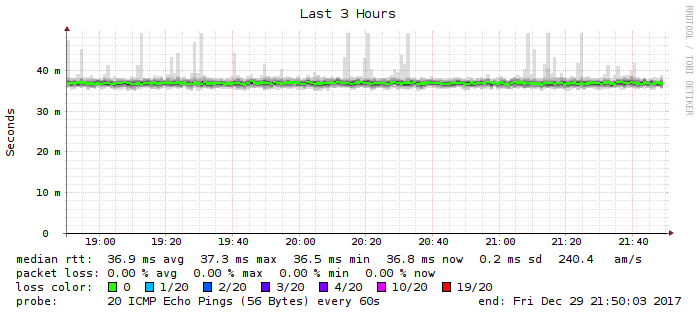 Last 3 Hours
RRDTOOL / TOBI OETIKER
Seconds
40 m
30 m
20 m
10 m
0
19:00 19:20 19:40 20:00 20:20 20:40 21:00 21:20 21:40
median rtt: 36.9 ms avg 37.3 ms max 36.5 ms min 36.8 ms now 0.2 ms sd 240.4 am/s
packet loss: 0.00 % avg 0.00 % max 0.00 % min 0.00 % now
loss color: 0 1/20 2/20 3/20 4/20 10/20 19/20
probe: 20 ICMP Echo Pings (56 Bytes) every 60s end: Fri Dec 29 21:50:03 2017